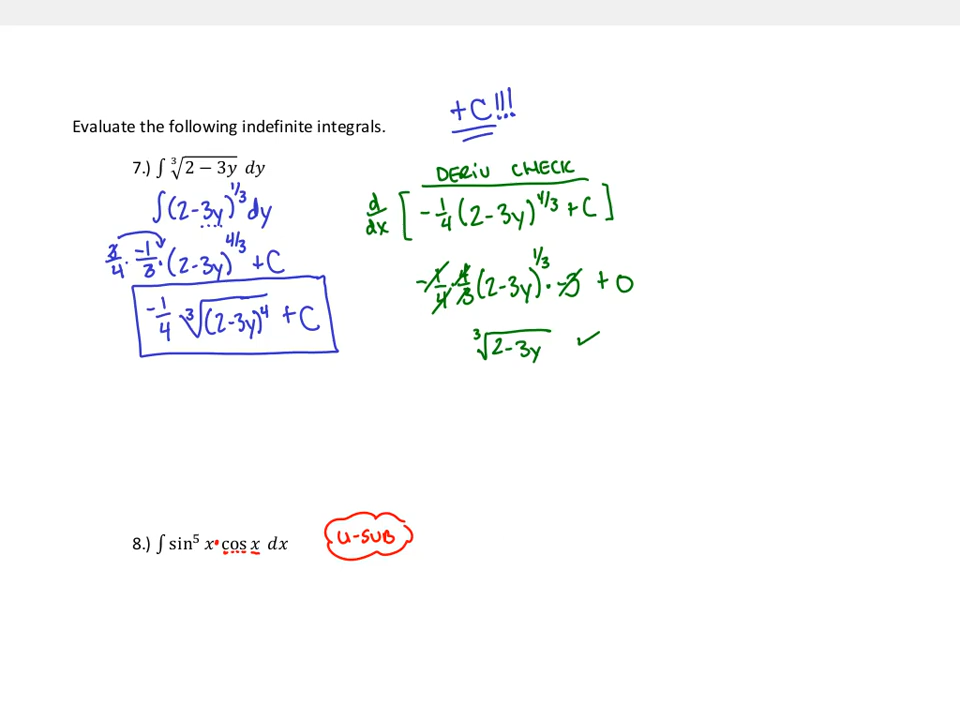 +C!!!
Evaluate the following indefinite integrals.
7.) ∫ ∛(2 − 3y) dy
DERIV CHECK
∫(2-3y)^1/3 dy
d/dx [-1/4 (2-3y)^4/3 + C]
3/4 · -1/3 · (2-3y)^4/3 + C
-1/4 · 4/3 (2-3y)^1/3 · -3 + 0
-1/4 ∛((2-3y)^4) + C
∛(2-3y) ✓
8.) ∫ sin⁵ x • cos x dx
U-SUB